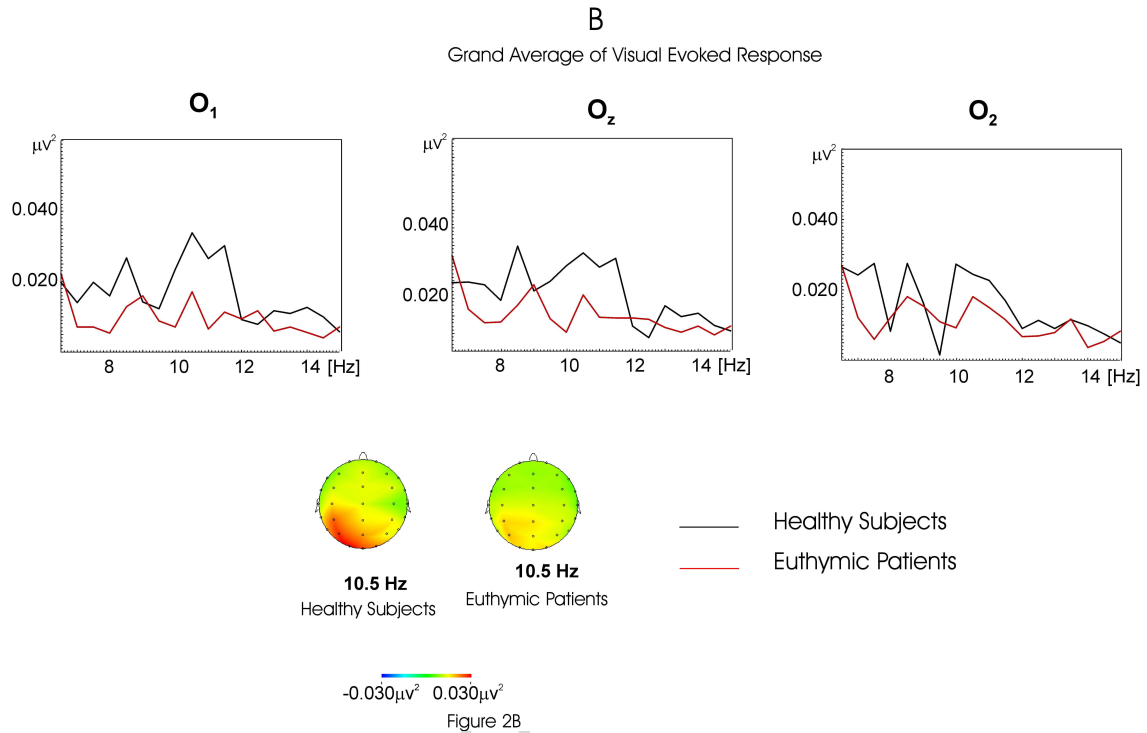 B
Grand Average of Visual Evoked Response
O1
Oz
O2
μv²
0.040
0.020
8 10 12 14 [Hz]
μv²
0.040
0.020
8 10 12 14 [Hz]
μv²
0.040
0.020
8 10 12 14 [Hz]
10.5 Hz
Healthy Subjects
10.5 Hz
Euthymic Patients
Healthy Subjects
Euthymic Patients
-0.030μv² 0.030μv²
Figure 2B